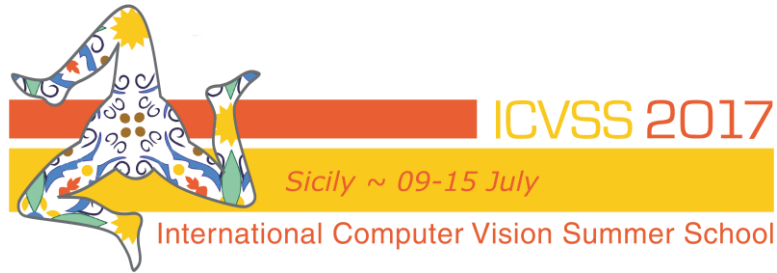 ICVSS 2017
Sicily ~ 09-15 July
International Computer Vision Summer School